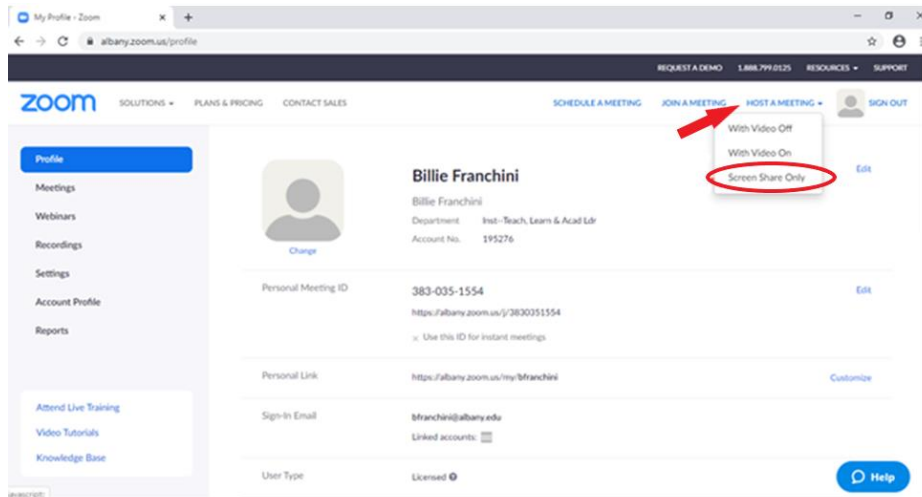 My Profile - Zoom
albany.zoom.us/profile
REQUEST A DEMO 1.888.799.0125 RESOURCES SUPPORT
zoom SOLUTIONS PLANS & PRICING CONTACT SALES SCHEDULE A MEETING JOIN A MEETING HOST A MEETING SIGN OUT
With Video Off
With Video On
Screen Share Only
Profile
Meetings
Webinars
Recordings
Settings
Account Profile
Reports
Attend Live Training
Video Tutorials
Knowledge Base
Change
Billie Franchini Edit
Billie Franchini
Department Inst--Teach, Learn & Acad Ldr
Account No. 195276
Personal Meeting ID 383-035-1554 Edit
https://albany.zoom.us/j/3830351554
Use this ID for instant meetings
Personal Link https://albany.zoom.us/my/bfranchini Customize
Sign-In Email bfranchini@albany.edu
Linked accounts:
User Type Licensed
Help